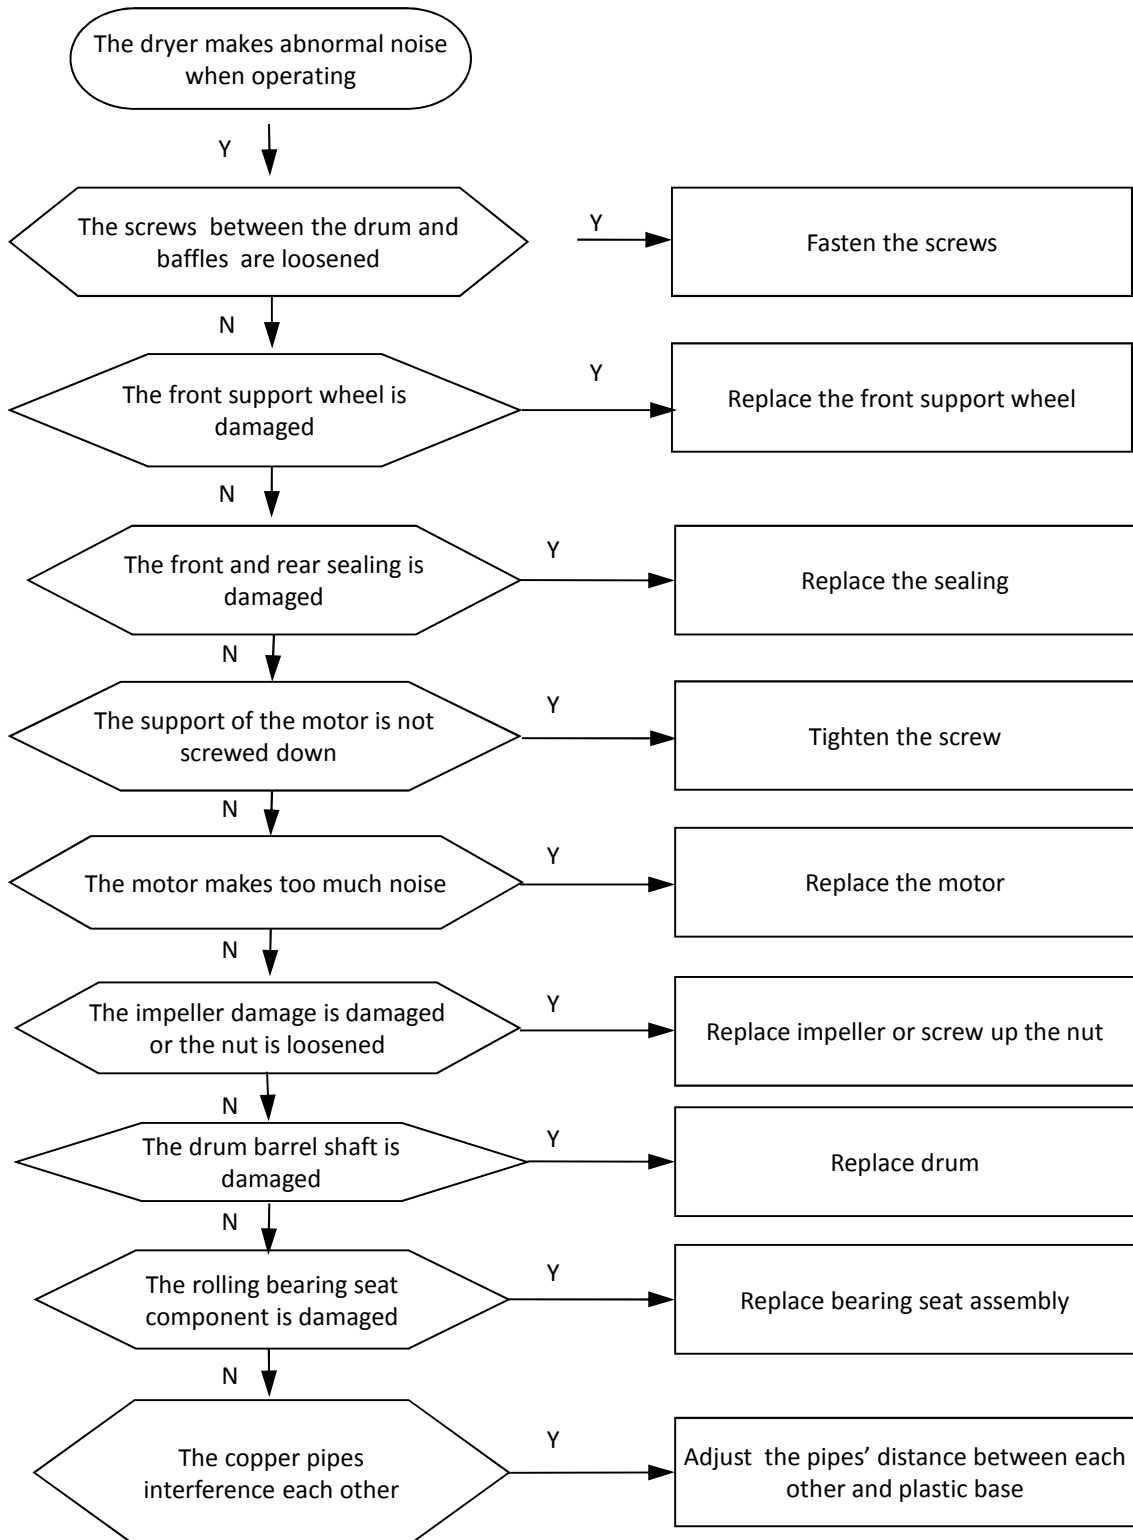 The dryer makes abnormal noise
when operating
Y
The screws  between the drum and
baffles  are loosened
Y
Fasten the screws
N
The front support wheel is
damaged
Y
Replace the front support wheel
N
The front and rear sealing is
damaged
Y
Replace the sealing
N
The support of the motor is not
screwed down
Y
Tighten the screw
N
The motor makes too much noise
Y
Replace the motor
N
The impeller damage is damaged
or the nut is loosened
Y
Replace impeller or screw up the nut
N
The drum barrel shaft is
damaged
Y
Replace drum
N
The rolling bearing seat
component is damaged
Y
Replace bearing seat assembly
N
The copper pipes
interference each other
Y
Adjust  the pipes’ distance between each
other and plastic base